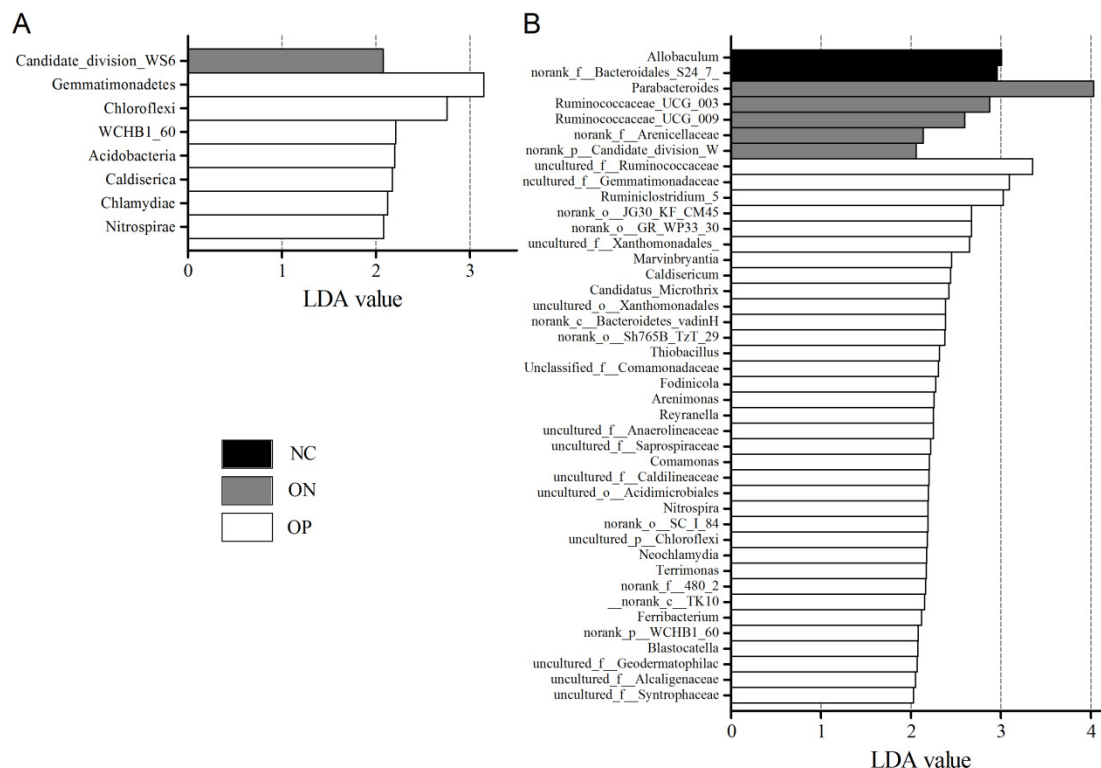 A
Candidate_division_WS6
Gemmatimonadetes
Chloroflexi
WCHB1_60
Acidobacteria
Caldiserica
Chlamydiae
Nitrospirae
0 1 2 3
LDA value
NC
ON
OP
B
Allobaculum
norank_f__Bacteroidales_S24_7_
Parabacteroides
Ruminococcaceae_UCG_003
Ruminococcaceae_UCG_009
norank_f__Arenicellaceae
norank_p__Candidate_division_W
uncultured_f__Ruminococcaceae
ncultured_f__Gemmatimonadaceae
Ruminiclostridium_5
norank_o__JG30_KF_CM45
norank_o__GR_WP33_30
uncultured_f__Xanthomonadales_
Marvinbryantia
Caldisericum
Candidatus_Microthrix
uncultured_o__Xanthomonadales
norank_c__Bacteroidetes_vadinH
norank_o__Sh765B_TzT_29
Thiobacillus
Unclassified_f__Comamonadaceae
Fodinicola
Arenimonas
Reyranella
uncultured_f__Anaerolineaceae
uncultured_f__Saprospiraceae
Comamonas
uncultured_f__Caldilineaceae
uncultured_o__Acidimicrobiales
Nitrospira
norank_o__SC_I_84
uncultured_p__Chloroflexi
Neochlamydia
Terrimonas
norank_f__480_2
__norank_c__TK10
Ferribacterium
norank_p__WCHB1_60
Blastocatella
uncultured_f__Geodermatophilac
uncultured_f__Alcaligenaceae
uncultured_f__Syntrophaceae
0 1 2 3 4
LDA value